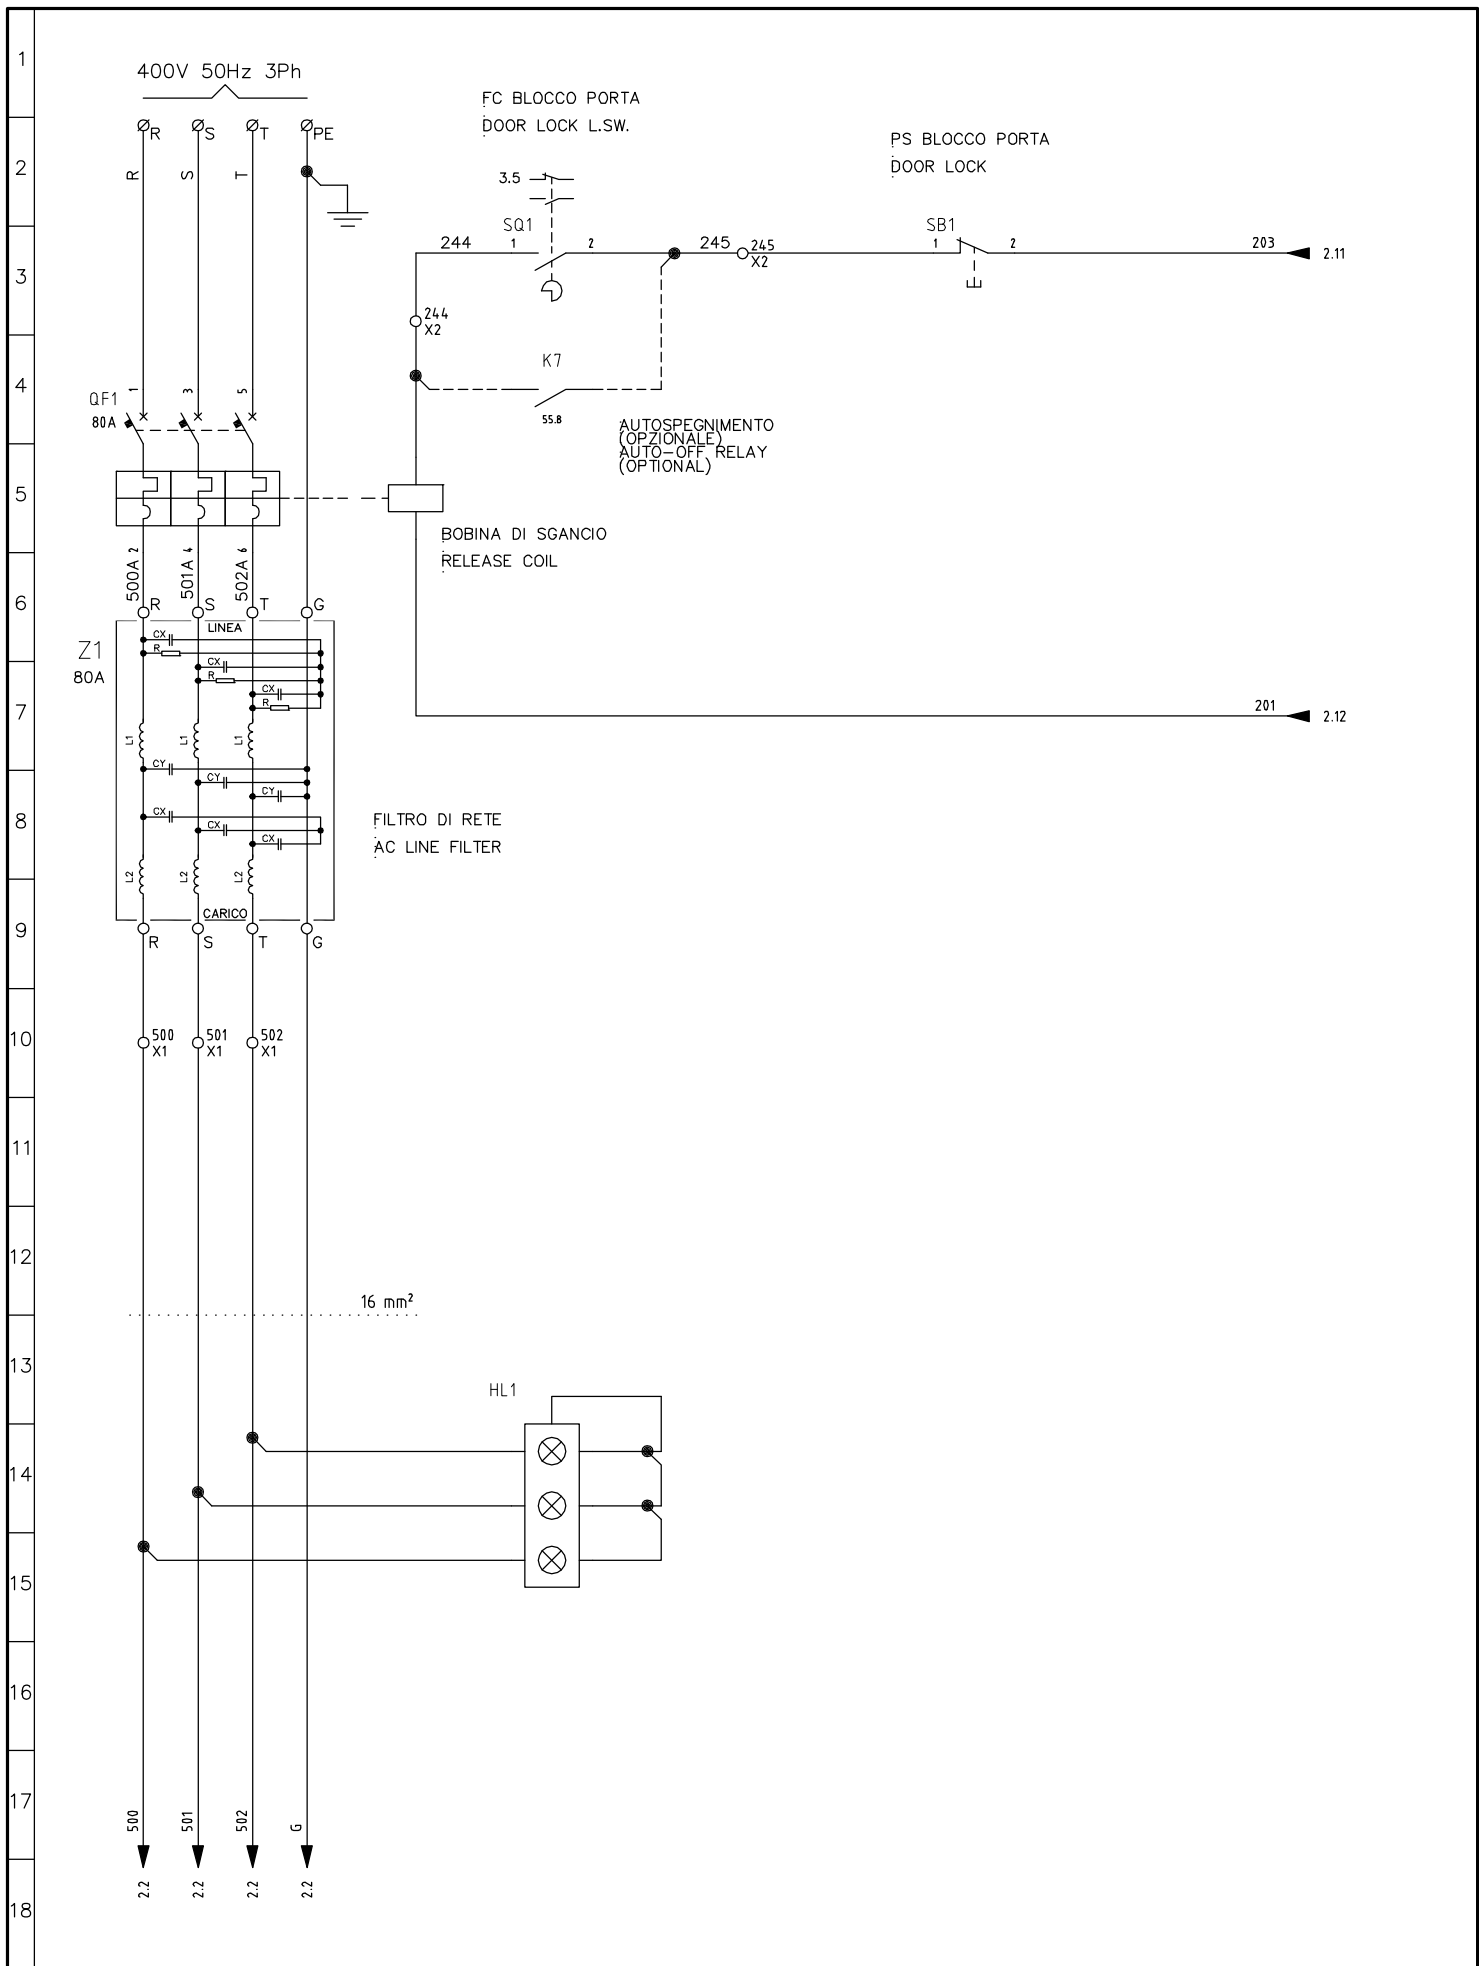 1
400V 50Hz 3Ph
FC BLOCCO PORTA
DOOR LOCK L.SW.
R
S
T
PE
PS BLOCCO PORTA
DOOR LOCK
2
R
S
T
3.5
SQ1
SB1
244
1
2
245
245
X2
1
2
203
2.11
3
244
X2
K7
4
1
3
5
QF1
80A
55.8
AUTOSPEGNIMENTO
(OPZIONALE)
AUTO-OFF RELAY
(OPTIONAL)
5
BOBINA DI SGANCIO
RELEASE COIL
500A 2
501A 4
502A 6
6
R
S
T
G
LINEA
Z1
80A
CX
R
CX
R
CX
R
7
201
2.12
L1
L1
L1
CY
CY
CY
8
CX
CX
CX
FILTRO DI RETE
AC LINE FILTER
L2
L2
L2
CARICO
9
R
S
T
G
10
500
X1
501
X1
502
X1
11
12
16 mm²
13
HL1
14
15
16
17
500
501
502
G
2.2
2.2
2.2
2.2
18